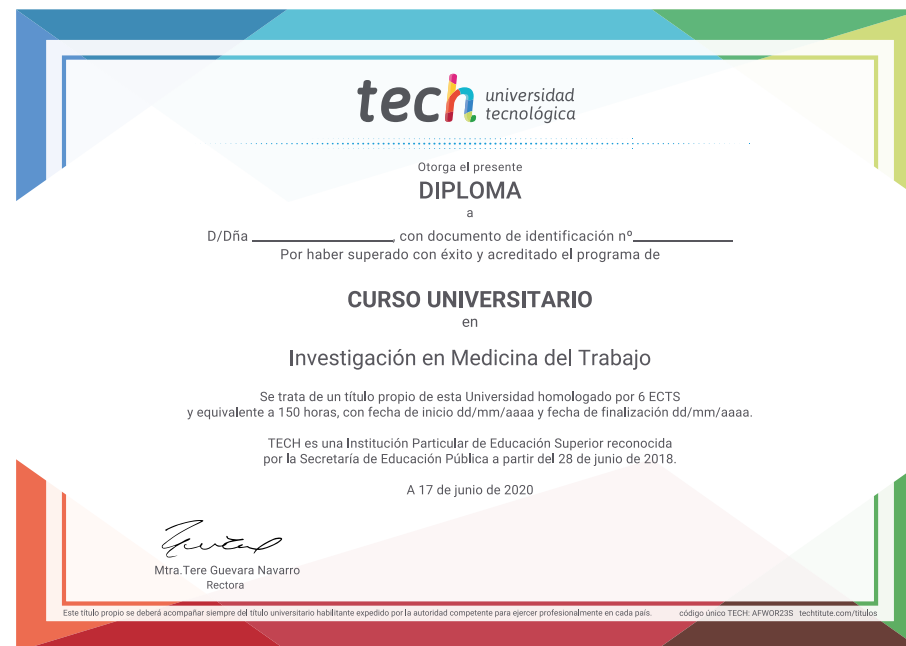 tech universidad
tecnológica
Otorga el presente
DIPLOMA
a
D/Dña ____________________, con documento de identificación nº______________
Por haber superado con éxito y acreditado el programa de
CURSO UNIVERSITARIO
en
Investigación en Medicina del Trabajo
Se trata de un título propio de esta Universidad homologado por 6 ECTS
y equivalente a 150 horas, con fecha de inicio dd/mm/aaaa y fecha de finalización dd/mm/aaaa.
TECH es una Institución Particular de Educación Superior reconocida
por la Secretaría de Educación Pública a partir del 28 de junio de 2018.
A 17 de junio de 2020
Mtra.Tere Guevara Navarro
Rectora
Este título propio se deberá acompañar siempre del título universitario habilitante expedido por la autoridad competente para ejercer profesionalmente en cada país. código único TECH: AFWOR23S techtitute.com/titulos